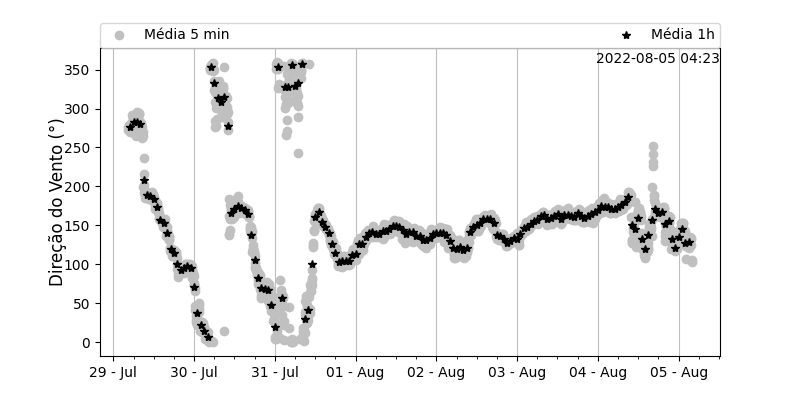 Média 5 min
Média 1h
2022-08-05 04:23
Direção do Vento (°)
350
300
250
200
150
100
50
0
29 - Jul
30 - Jul
31 - Jul
01 - Aug
02 - Aug
03 - Aug
04 - Aug
05 - Aug